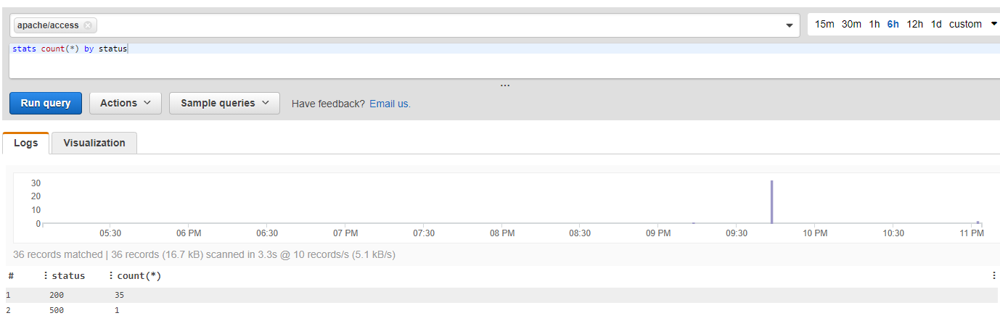 apache/access
15m 30m 1h 6h 12h 1d custom
stats count(*) by status
Run query Actions Sample queries Have feedback? Email us.
Logs Visualization
30
20
10
0
05:30 06 PM 06:30 07 PM 07:30 08 PM 08:30 09 PM 09:30 10 PM 10:30 11 PM
36 records matched | 36 records (16.7 kB) scanned in 3.3s @ 10 records/s (5.1 kB/s)
# status count(*)
1 200 35
2 500 1